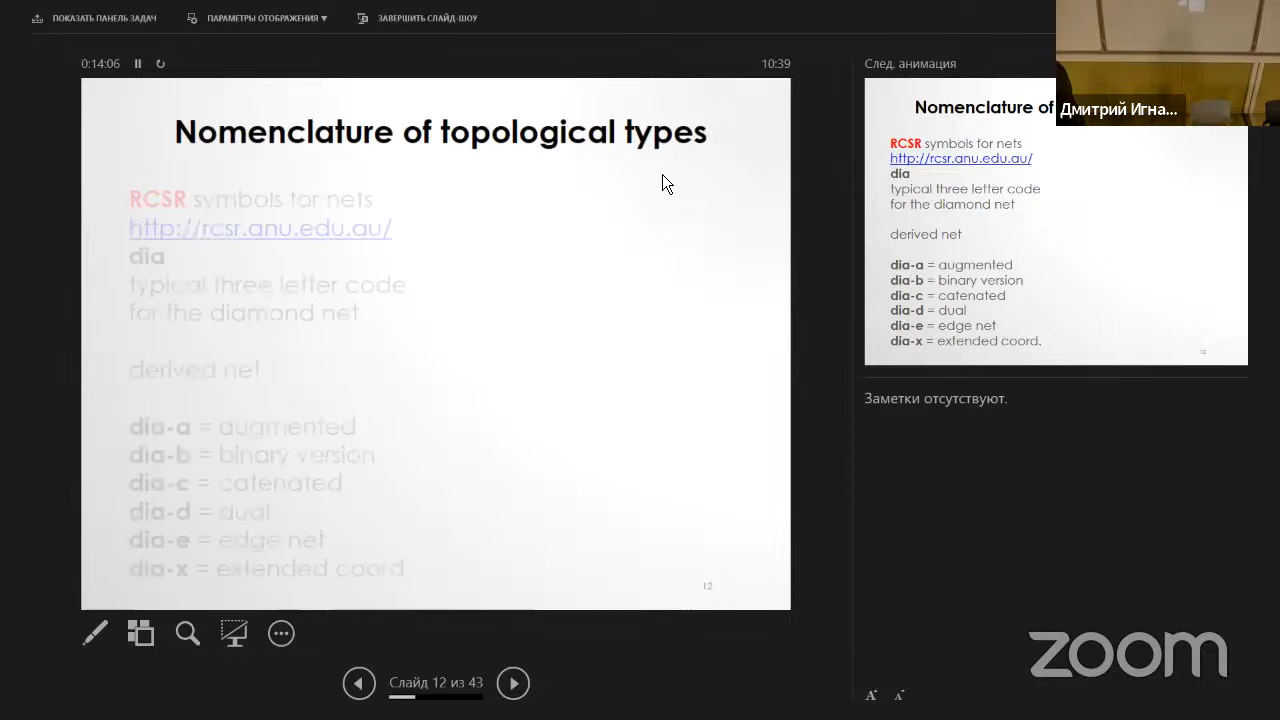 ПОКАЗАТЬ ПАНЕЛЬ ЗАДАЧ
ПАРАМЕТРЫ ОТОБРАЖЕНИЯ ▼
ЗАВЕРШИТЬ СЛАЙД-ШОУ
0:14:06
10:39
Nomenclature of topological types
RCSR symbols for nets
http://rcsr.anu.edu.au/
dia
typical three letter code
for the diamond net
derived net
dia-a = augmented
dia-b = binary version
dia-c = catenated
dia-d = dual
dia-e = edge net
dia-x = extended coord
12
Слайд 12 из 43
След. анимация
Дмитрий Игна...
Nomenclature of
RCSR symbols for nets
http://rcsr.anu.edu.au/
dia
typical three letter code
for the diamond net
derived net
dia-a = augmented
dia-b = binary version
dia-c = catenated
dia-d = dual
dia-e = edge net
dia-x = extended coord.
12
Заметки отсутствуют.
zoom
A
A